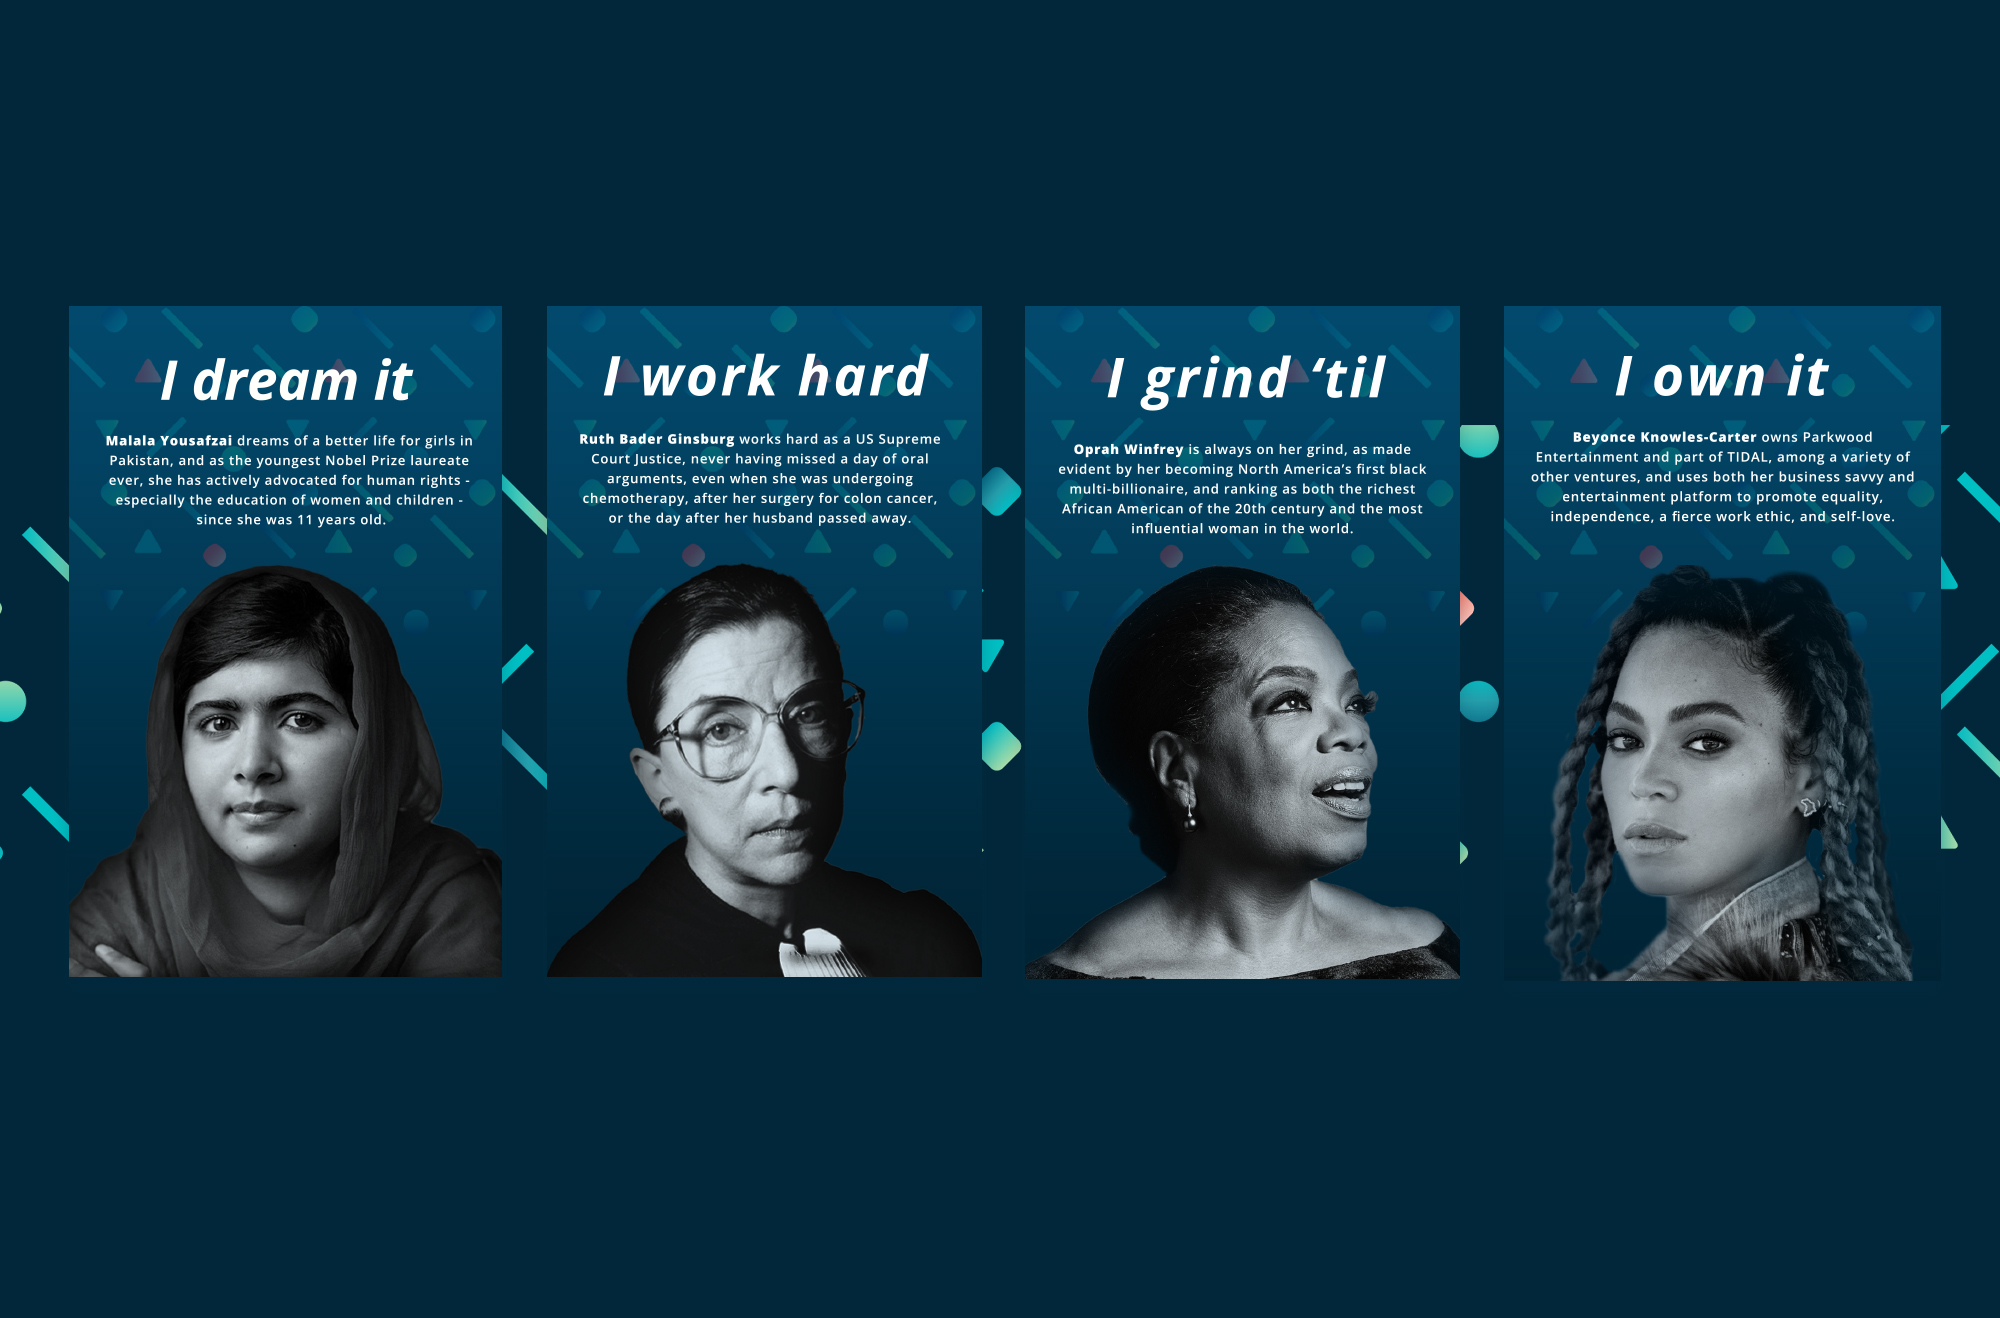 I dream it
Malala Yousafzai dreams of a better life for girls in
Pakistan, and as the youngest Nobel Prize laureate
ever, she has actively advocated for human rights -
especially the education of women and children -
since she was 11 years old.
I work hard
Ruth Bader Ginsburg works hard as a US Supreme
Court Justice, never having missed a day of oral
arguments, even when she was undergoing
chemotherapy, after her surgery for colon cancer,
or the day after her husband passed away.
I grind ‘til
Oprah Winfrey is always on her grind, as made
evident by her becoming North America’s first black
multi-billionaire, and ranking as both the richest
African American of the 20th century and the most
influential woman in the world.
I own it
Beyonce Knowles-Carter owns Parkwood
Entertainment and part of TIDAL, among a variety of
other ventures, and uses both her business savvy and
entertainment platform to promote equality,
independence, a fierce work ethic, and self-love.